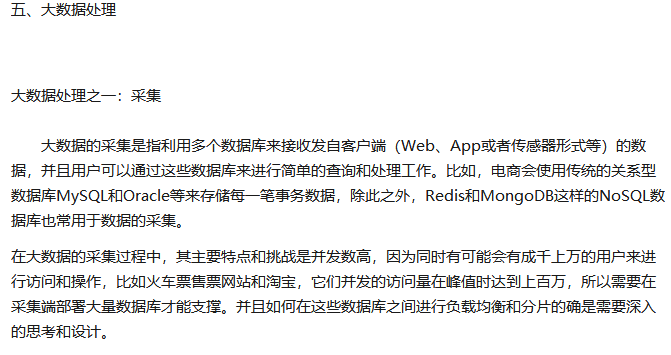 五、大数据处理
大数据处理之一：采集
大数据的采集是指利用多个数据库来接收发自客户端（Web、App或者传感器形式等）的数
据，并且用户可以通过这些数据库来进行简单的查询和处理工作。比如，电商会使用传统的关系型
数据库MySQL和Oracle等来存储每一笔事务数据，除此之外，Redis和MongoDB这样的NoSQL数
据库也常用于数据的采集。
在大数据的采集过程中，其主要特点和挑战是并发数高，因为同时有可能会有成千上万的用户来进
行访问和操作，比如火车票售票网站和淘宝，它们并发的访问量在峰值时达到上百万，所以需要在
采集端部署大量数据库才能支撑。并且如何在这些数据库之间进行负载均衡和分片的确是需要深入
的思考和设计。